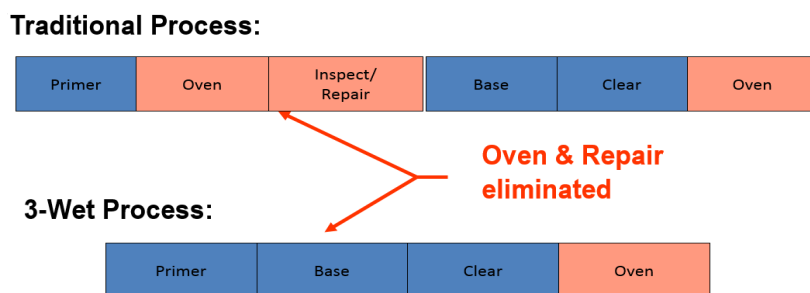 Traditional Process:
Primer
Oven
Inspect/
Repair
Base
Clear
Oven
Oven & Repair
eliminated
3-Wet Process:
Primer
Base
Clear
Oven